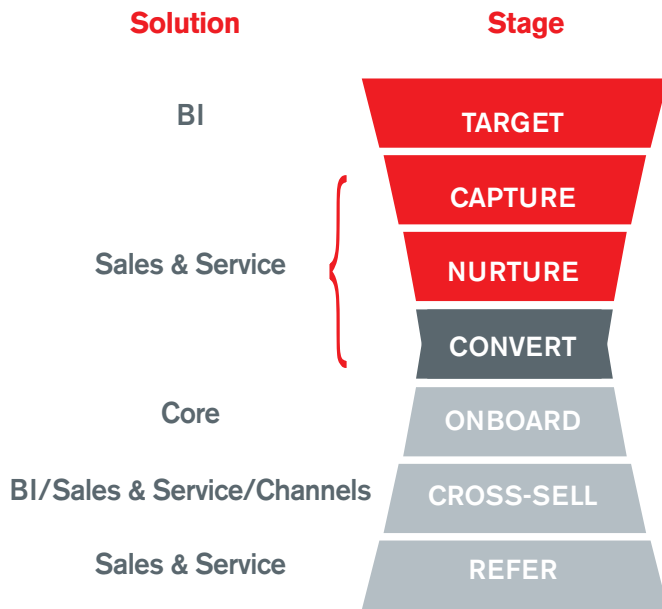 Solution Stage
BI TARGET
CAPTURE
Sales & Service NURTURE
CONVERT
Core ONBOARD
BI/Sales & Service/Channels CROSS-SELL
Sales & Service REFER